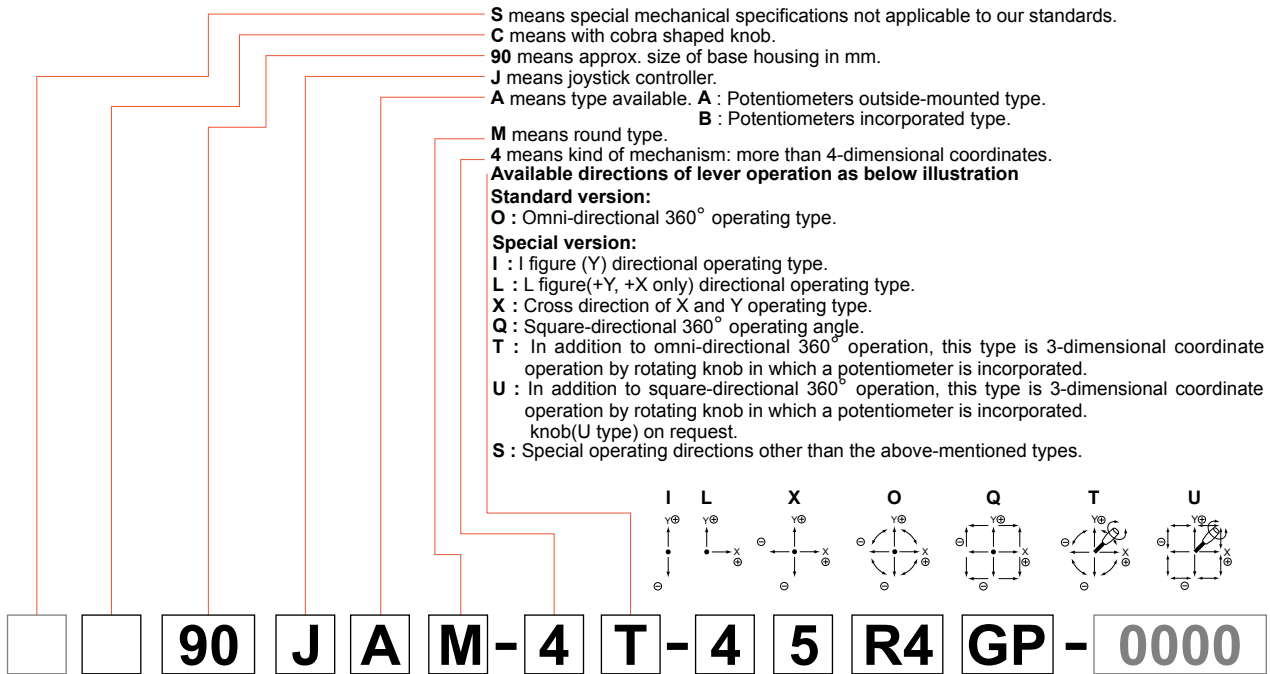 S means special mechanical specifications not applicable to our standards.
C means with cobra shaped knob.
90 means approx. size of base housing in mm.
J means joystick controller.
A means type available. A : Potentiometers outside-mounted type.
B : Potentiometers incorporated type.
M means round type.
4 means kind of mechanism: more than 4-dimensional coordinates.
Available directions of lever operation as below illustration
Standard version:
O : Omni-directional 360° operating type.
Special version:
I : I figure (Y) directional operating type.
L : L figure(+Y, +X only) directional operating type.
X : Cross direction of X and Y operating type.
Q : Square-directional 360° operating angle.
T : In addition to omni-directional 360° operation, this type is 3-dimensional coordinate
operation by rotating knob in which a potentiometer is incorporated.
U : In addition to square-directional 360° operation, this type is 3-dimensional coordinate
operation by rotating knob in which a potentiometer is incorporated.
knob(U type) on request.
S : Special operating directions other than the above-mentioned types.
I L X O Q T U
Y⊕ Y⊕ Y⊕ Y⊕ Y⊕ Y⊕ Y⊕
⊖ ⊖ ⊖ ⊖ ⊖
X X X X X X
⊕ ⊕ ⊕ ⊕ ⊕ ⊕
⊖ ⊖ ⊖ ⊖ ⊖ ⊖
90 J A M - 4 T - 4 5 R4 GP - 0000